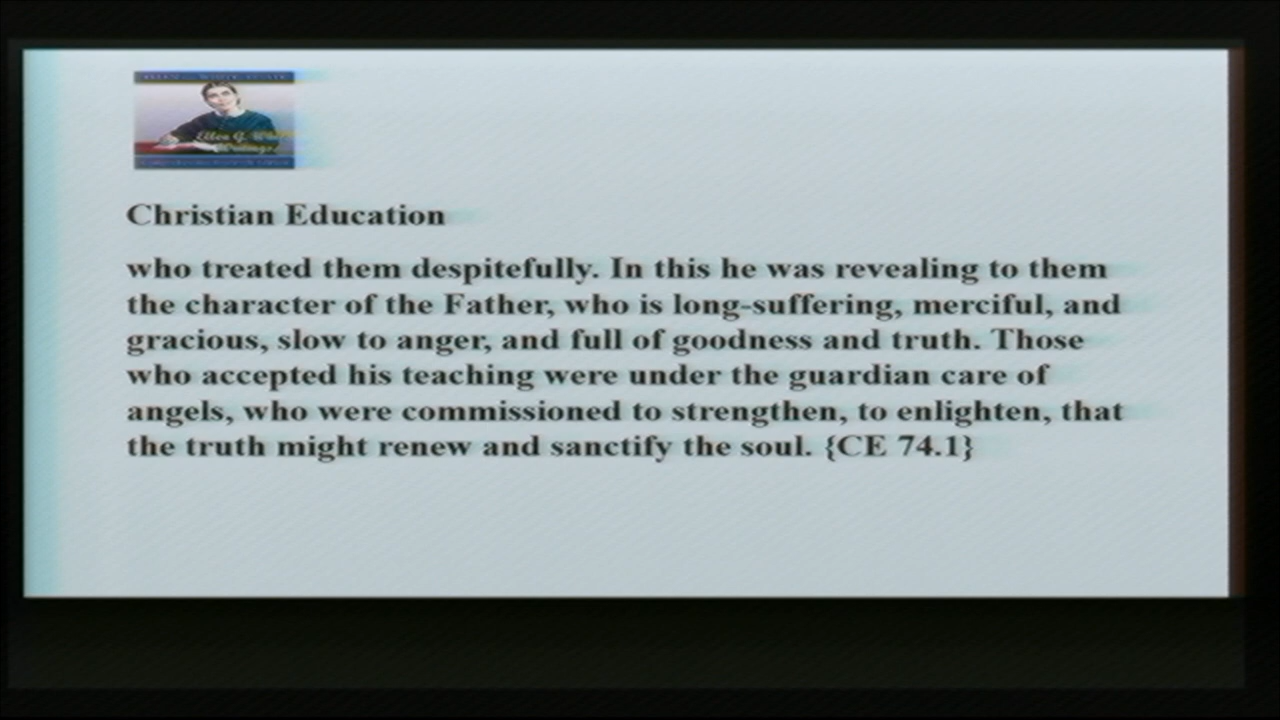 Ellen G. White
Writings
Christian Education
who treated them despitefully. In this he was revealing to them
the character of the Father, who is long-suffering, merciful, and
gracious, slow to anger, and full of goodness and truth. Those
who accepted his teaching were under the guardian care of
angels, who were commissioned to strengthen, to enlighten, that
the truth might renew and sanctify the soul. {CE 74.1}